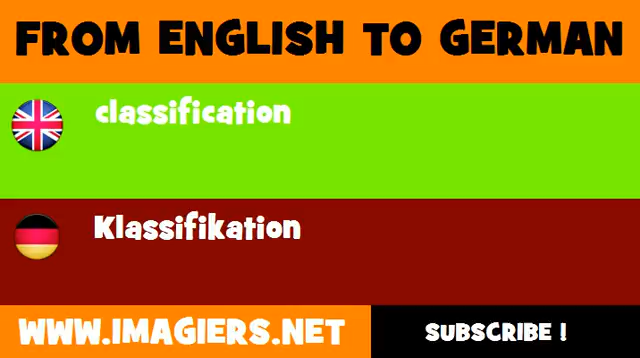 FROM ENGLISH TO GERMAN
classification
Klassifikation
WWW.IMAGIERS.NET
SUBSCRIBE !